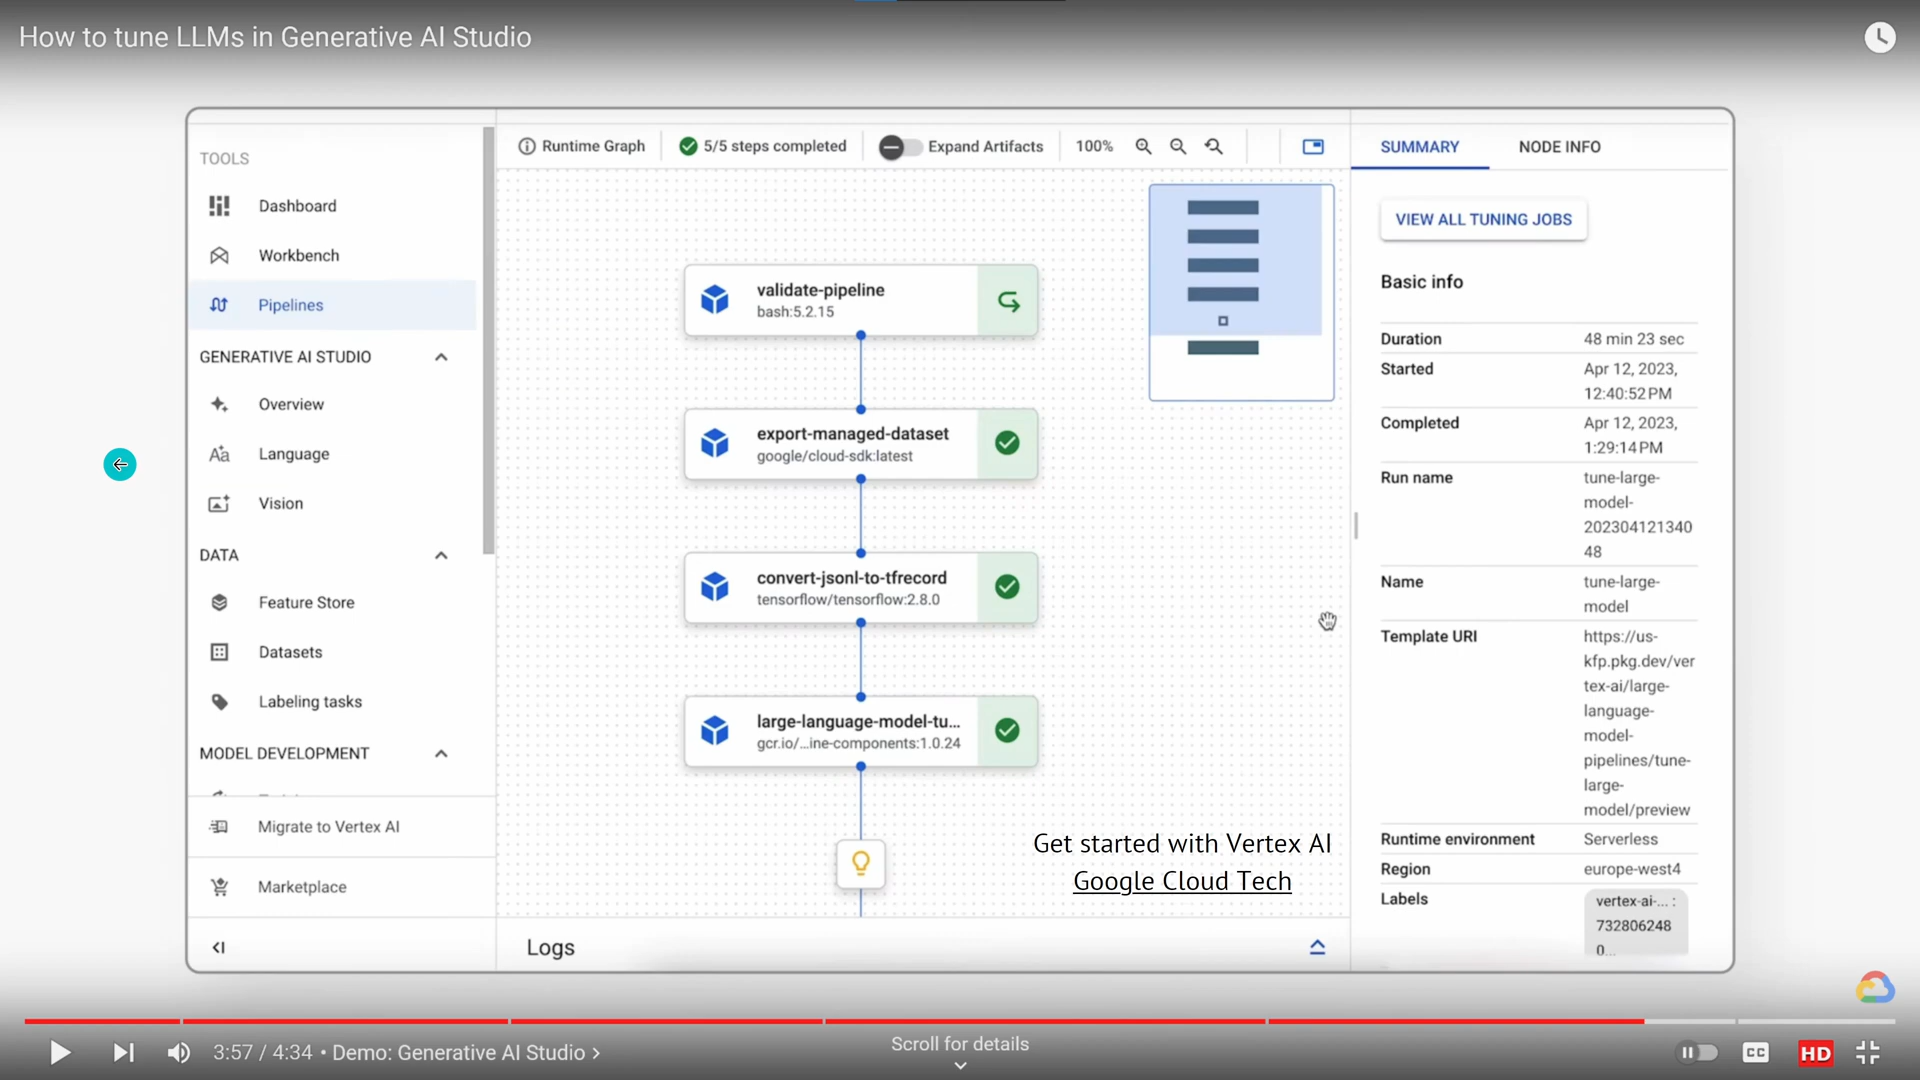 How to tune LLMs in Generative AI Studio
TOOLS
Dashboard
Workbench
Pipelines
GENERATIVE AI STUDIO
Overview
Language
Vision
DATA
Feature Store
Datasets
Labeling tasks
MODEL DEVELOPMENT
Migrate to Vertex AI
Marketplace
Runtime Graph
5/5 steps completed
Expand Artifacts
100%
validate-pipeline
bash:5.2.15
export-managed-dataset
google/cloud-sdk:latest
convert-jsonl-to-tfrecord
tensorflow/tensorflow:2.8.0
large-language-model-tu...
gcr.io/...ine-components:1.0.24
Get started with Vertex AI
Google Cloud Tech
Logs
SUMMARY
NODE INFO
VIEW ALL TUNING JOBS
Basic info
Duration
48 min 23 sec
Started
Apr 12, 2023,
12:40:52 PM
Completed
Apr 12, 2023,
1:29:14 PM
Run name
tune-large-
model-
202304121340
48
Name
tune-large-
model
Template URI
https://us-
kfp.pkg.dev/ver
tex-ai/large-
language-
model-
pipelines/tune-
large-
model/preview
Runtime environment
Serverless
Region
europe-west4
Labels
vertex-ai-... :
732806248
0...
3:57 / 4:34 • Demo: Generative AI Studio >
Scroll for details
CC
HD